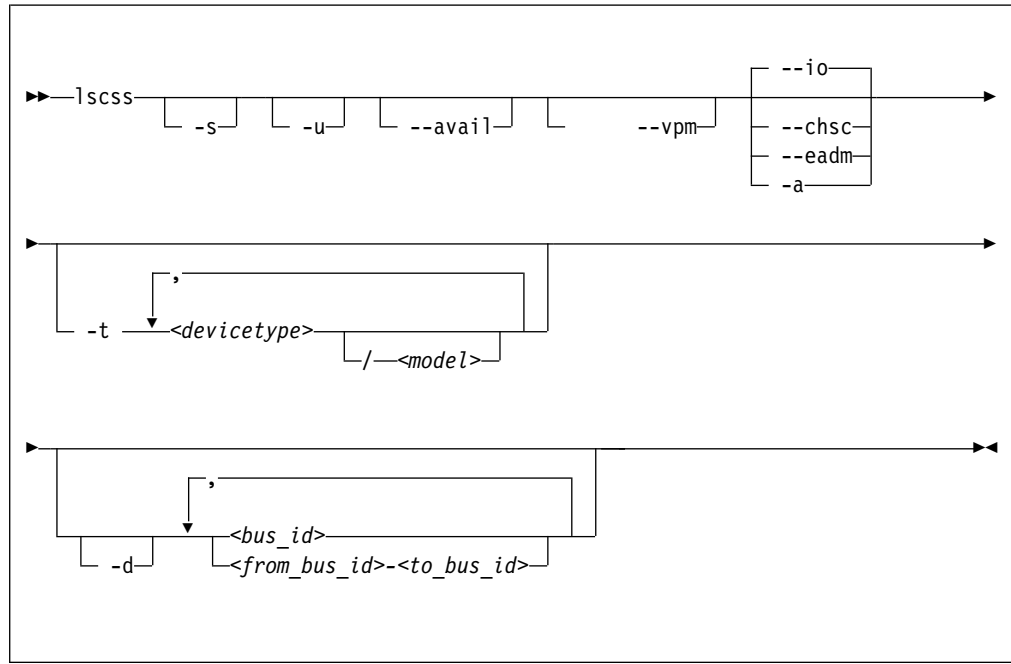 --io
lscss
-s -u --avail --vpm --chsc
--eadm
-a
,
-t <devicetype>
/ <model>
,
<bus_id>
-d <from_bus_id>-<to_bus_id>